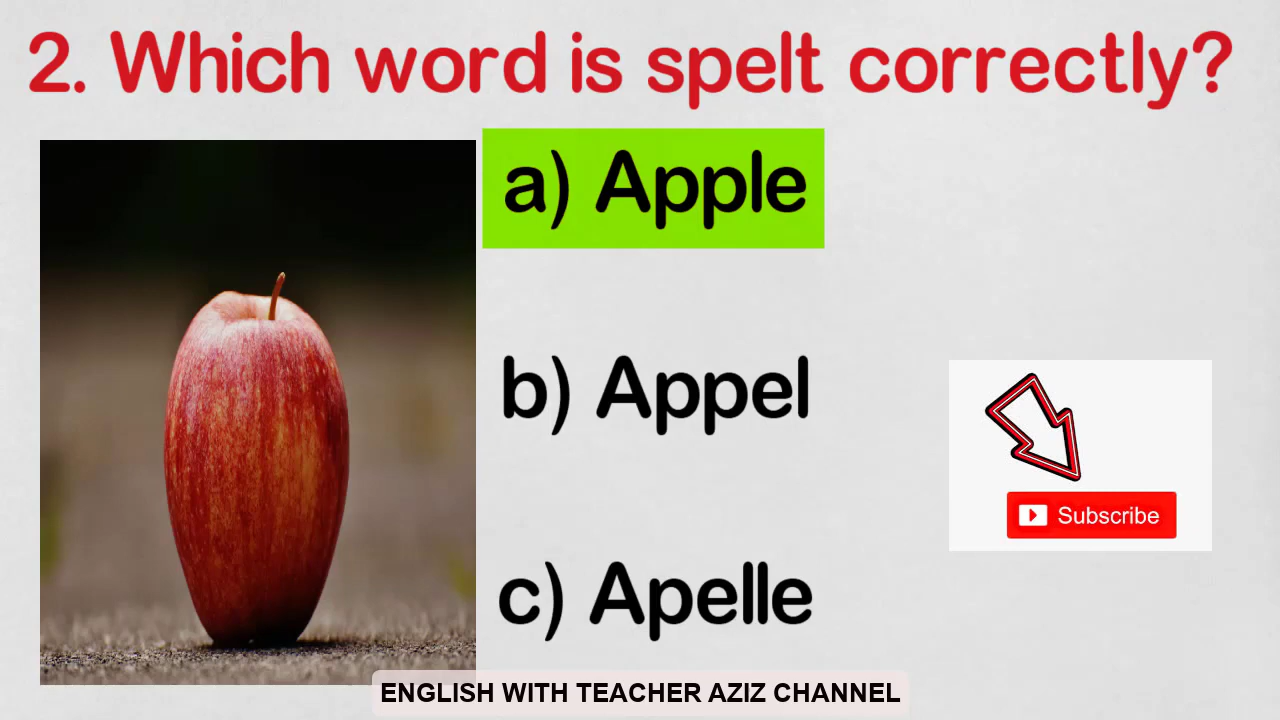 2. Which word is spelt correctly?
a) Apple
b) Appel
c) Apelle
Subscribe
ENGLISH WITH TEACHER AZIZ CHANNEL